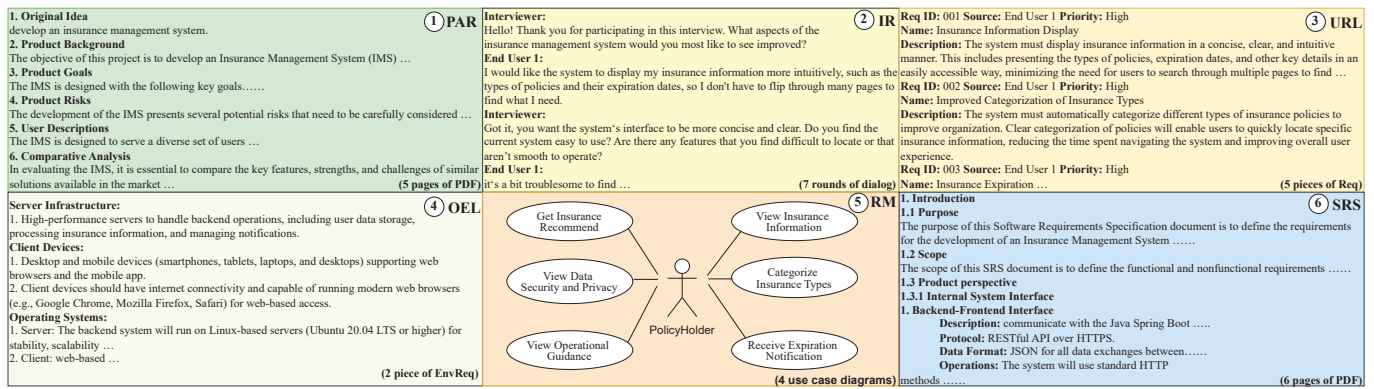 1 PAR
1. Original Idea
develop an insurance management system.
2. Product Background
The objective of this project is to develop an Insurance Management System (IMS) …
3. Product Goals
The IMS is designed with the following key goals……
4. Product Risks
The development of the IMS presents several potential risks that need to be carefully considered …
5. User Descriptions
The IMS is designed to serve a diverse set of users …
6. Comparative Analysis
In evaluating the IMS, it is essential to compare the key features, strengths, and challenges of similar
solutions available in the market …
(5 pages of PDF)
2 IR
Interviewer:
Hello! Thank you for participating in this interview. What aspects of the
insurance management system would you most like to see improved?
End User 1:
I would like the system to display my insurance information more intuitively, such as the
types of policies and their expiration dates, so I don't have to flip through many pages to
find what I need.
Interviewer:
Got it, you want the system's interface to be more concise and clear. Do you find the
current system easy to use? Are there any features that you find difficult to locate or that
aren't smooth to operate?
End User 1:
it's a bit troublesome to find …
(7 rounds of dialog)
3 URL
Req ID: 001 Source: End User 1 Priority: High
Name: Insurance Information Display
Description: The system must display insurance information in a concise, clear, and intuitive
manner. This includes presenting the types of policies, expiration dates, and other key details in an
easily accessible way, minimizing the need for users to search through multiple pages to find …
Req ID: 002 Source: End User 1 Priority: High
Name: Improved Categorization of Insurance Types
Description: The system must automatically categorize different types of insurance policies to
improve organization. Clear categorization of policies will enable users to quickly locate specific
insurance information, reducing the time spent navigating the system and improving overall user
experience.
Req ID: 003 Source: End User 1 Priority: High
Name: Insurance Expiration …
(5 pieces of Req)
4 OEL
Server Infrastructure:
1. High-performance servers to handle backend operations, including user data storage,
processing insurance information, and managing notifications.
Client Devices:
1. Desktop and mobile devices (smartphones, tablets, laptops, and desktops) supporting web
browsers and the mobile app.
2. Client devices should have internet connectivity and capable of running modern web browsers
(e.g., Google Chrome, Mozilla Firefox, Safari) for web-based access.
Operating Systems:
1. Server: The backend system will run on Linux-based servers (Ubuntu 20.04 LTS or higher) for
stability, scalability …
2. Client: web-based …
(2 piece of EnvReq)
5 RM
Get Insurance
Recommend
View Insurance
Information
View Data
Security and Privacy
Categorize
Insurance Types
PolicyHolder
View Operational
Guidance
Receive Expiration
Notification
(4 use case diagrams)
6 SRS
1. Introduction
1.1 Purpose
The purpose of this Software Requirements Specification document is to define the requirements
for the development of an Insurance Management System ……
1.2 Scope
The scope of this SRS document is to define the functional and nonfunctional requirements ……
1.3 Product perspective
1.3.1 Internal System Interface
1. Backend-Frontend Interface
Description: communicate with the Java Spring Boot …..
Protocol: RESTful API over HTTPS.
Data Format: JSON for all data exchanges between……
Operations: The system will use standard HTTP
methods ……
(6 pages of PDF)